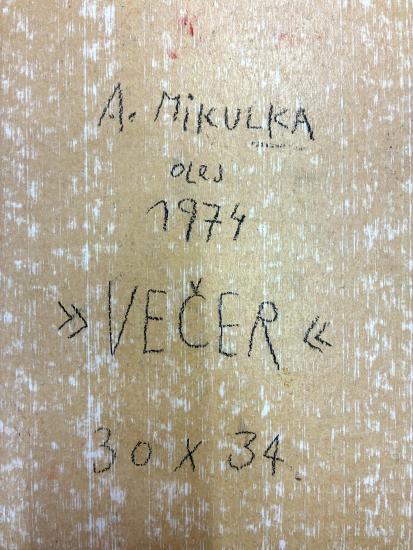 A. MIKULKA
OLEJ
1974
»VEČER«
30 x 34